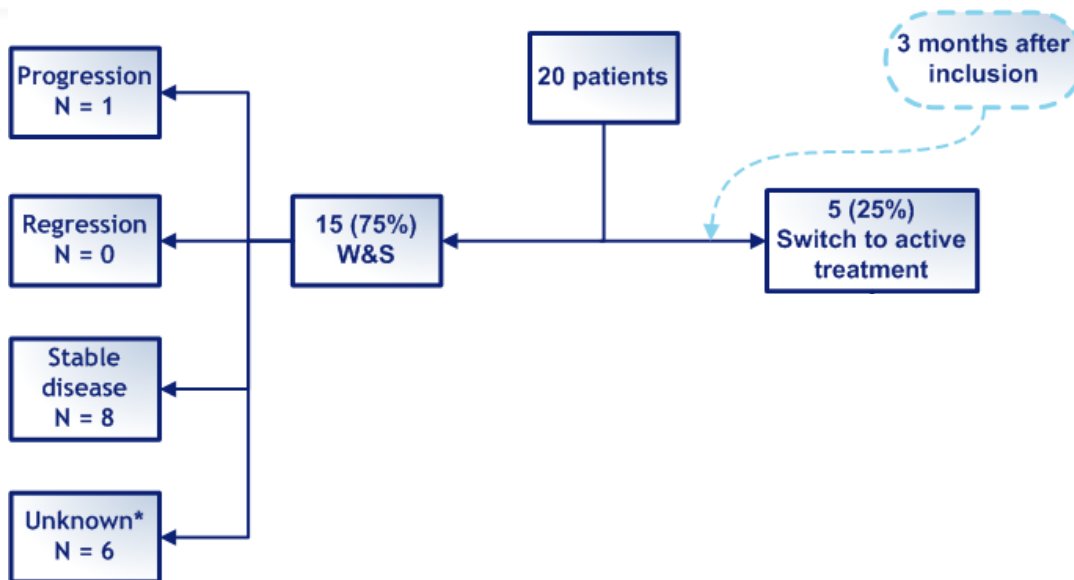 20 patients
3 months after
inclusion
Progression
N = 1
Regression
N = 0
15 (75%)
W&S
5 (25%)
Switch to active
treatment
Stable
disease
N = 8
Unknown*
N = 6